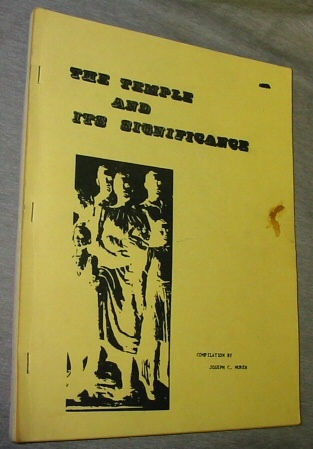 THE TEMPLE
AND
ITS SIGNIFICANCE
COMPILATION BY
JOSEPH C. MUREN